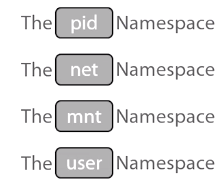 The pid Namespace
The net Namespace
The mnt Namespace
The user Namespace